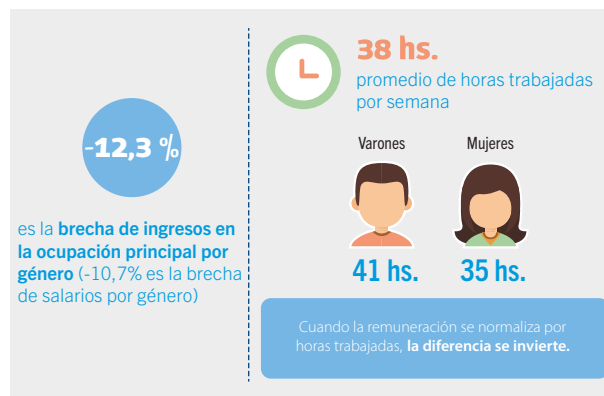 -12,3 %
es la brecha de ingresos en
la ocupación principal por
género (-10,7% es la brecha
de salarios por género)
38 hs.
promedio de horas trabajadas
por semana
Varones
Mujeres
41 hs.
35 hs.
Cuando la remuneración se normaliza por
horas trabajadas, la diferencia se invierte.